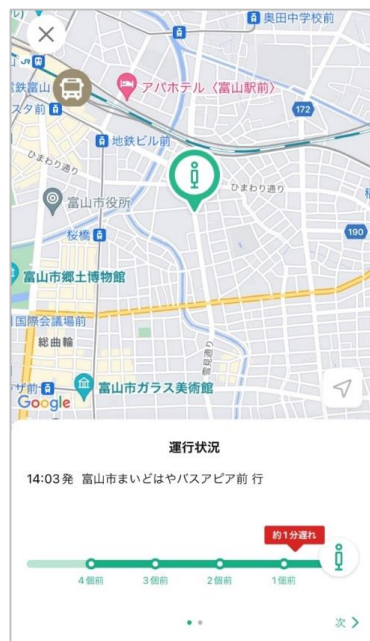 奥田中学校前
鉄富山
アパホテル〈富山駅前〉
スタ前
172
地鉄ビル前
ひまわり通り
ひまわり通り
富山市役所
桜橋
190
富山市郷土博物館
国際会議場前
総曲輪
雪見通り
ザ前
富山市ガラス美術館
Google
運行状況
14:03発 富山市まいどはやバスアピア前 行
約1分遅れ
4個前 3個前 2個前 1個前
次